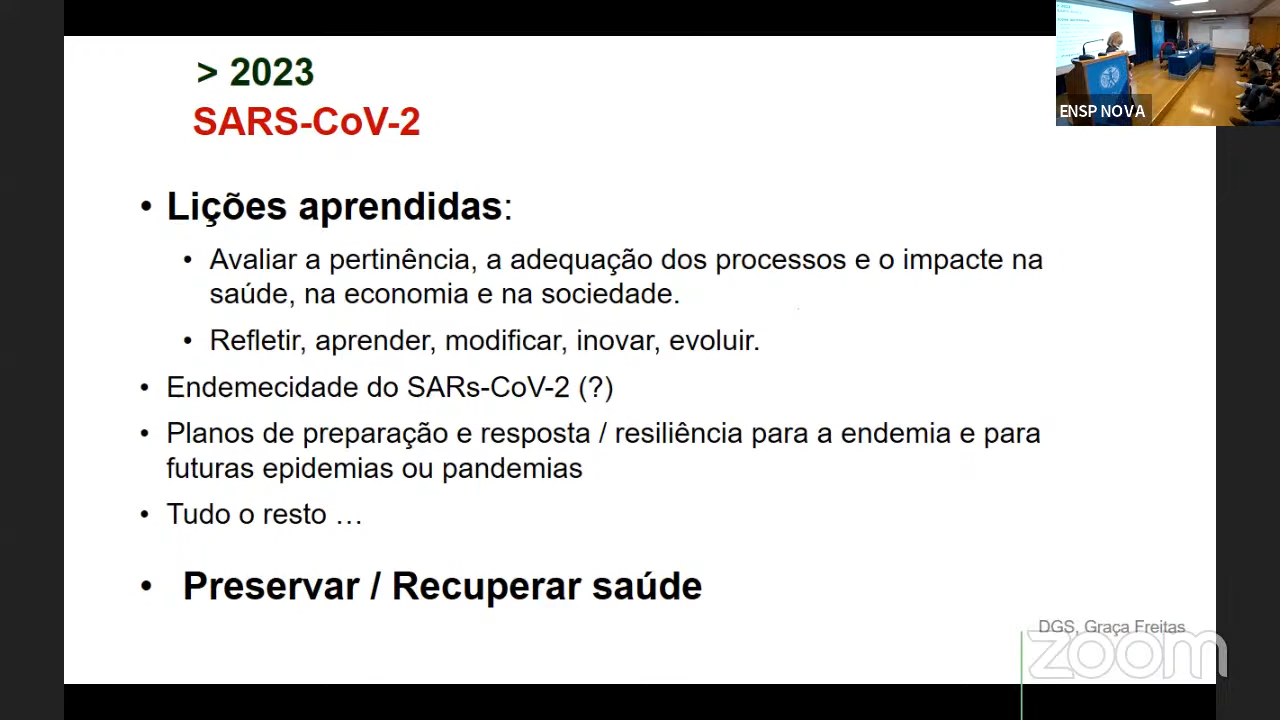 > 2023
SARS-CoV-2
ENSP NOVA
• Lições aprendidas:
• Avaliar a pertinência, a adequação dos processos e o impacte na
saúde, na economia e na sociedade.
• Refletir, aprender, modificar, inovar, evoluir.
• Endemecidade do SARs-CoV-2 (?)
• Planos de preparação e resposta / resiliência para a endemia e para
futuras epidemias ou pandemias
• Tudo o resto …
• Preservar / Recuperar saúde
DGS, Graça Freitas
zoom